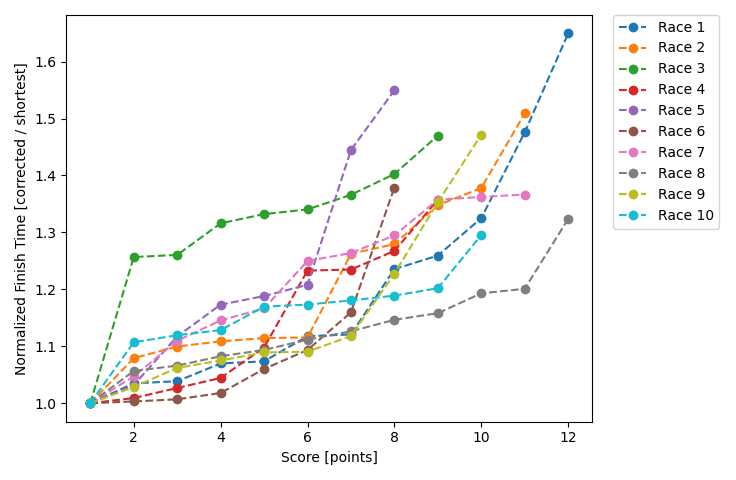 Normalized Finish Time [corrected / shortest]
1.6
1.5
1.4
1.3
1.2
1.1
1.0
2
4
6
8
10
12
Score [points]
Race 1
Race 2
Race 3
Race 4
Race 5
Race 6
Race 7
Race 8
Race 9
Race 10